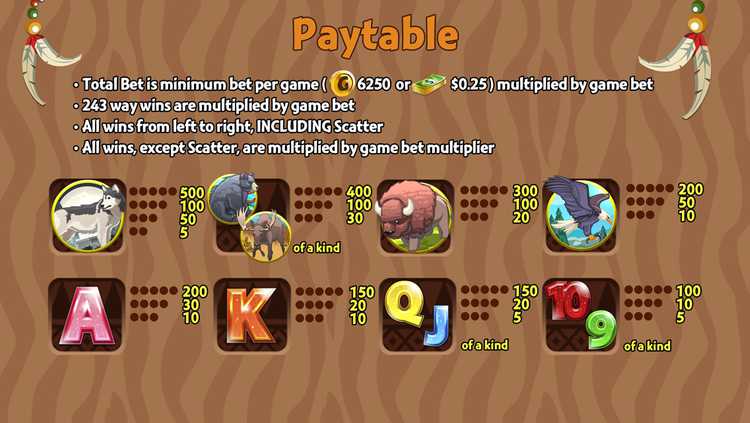 Paytable
• Total Bet is minimum bet per game ( G 6250 or $0.25 ) multiplied by game bet
• 243 way wins are multiplied by game bet
• All wins from left to right, INCLUDING Scatter
• All wins, except Scatter, are multiplied by game bet multiplier
500 400 300 200
100 100 100 50
50 30 20 10
5
of a kind
A 200 K 150 Q J 150 10 9 100
30 20 20 10
10 10 5 5
of a kind of a kind